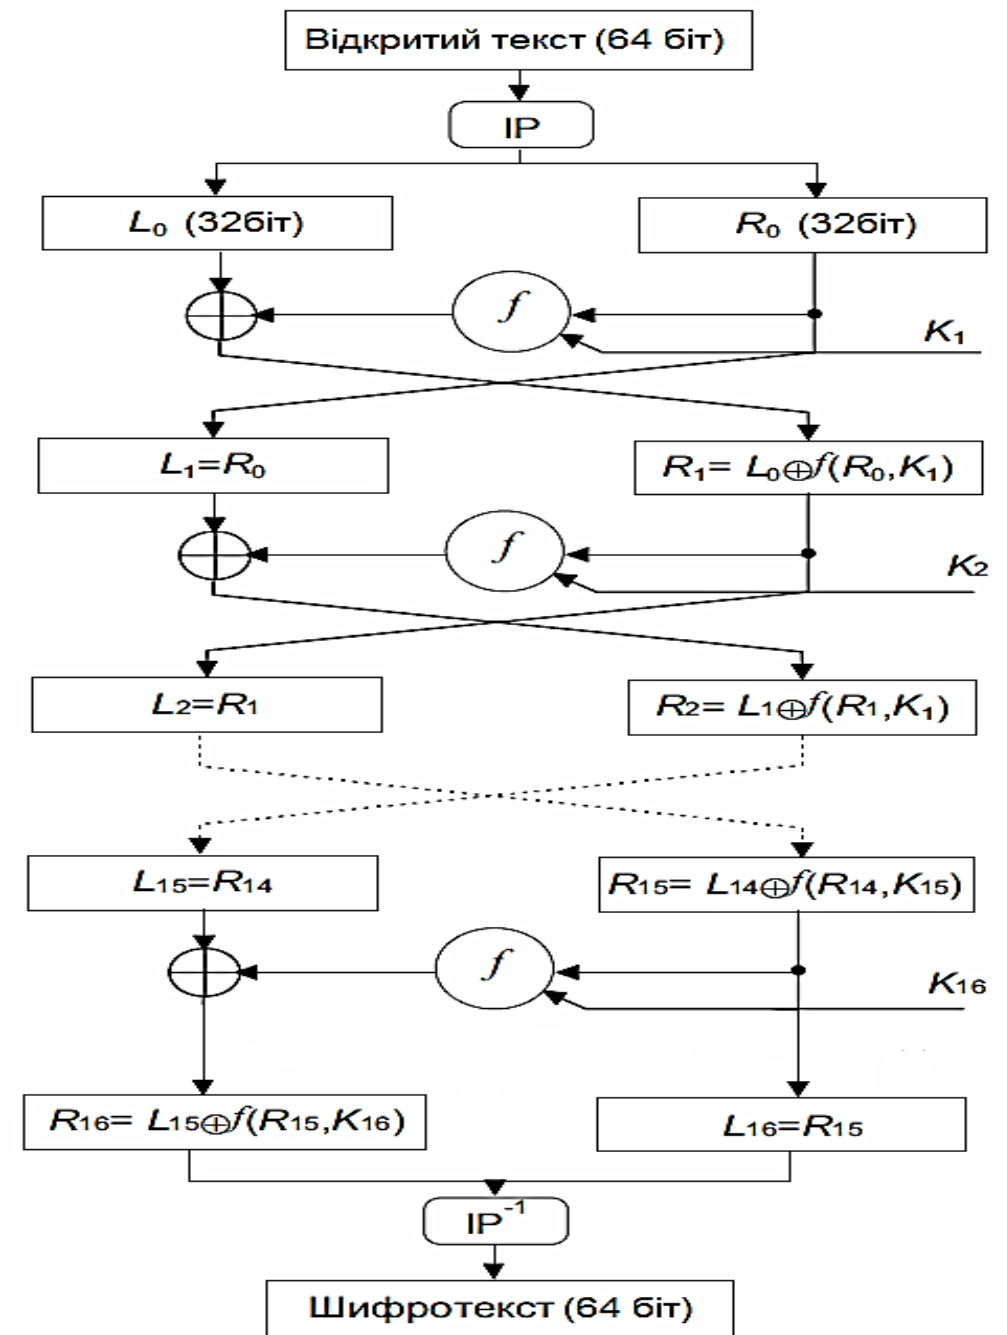 Відкритий текст (64 біт)
IP
L0 (32біт)
R0 (32біт)
f
K1
L1=R0
R1= L0⊕f(R0,K1)
f
K2
L2=R1
R2= L1⊕f(R1,K1)
L15=R14
R15= L14⊕f(R14,K15)
f
K16
R16= L15⊕f(R15,K16)
L16=R15
IP-1
Шифротекст (64 біт)